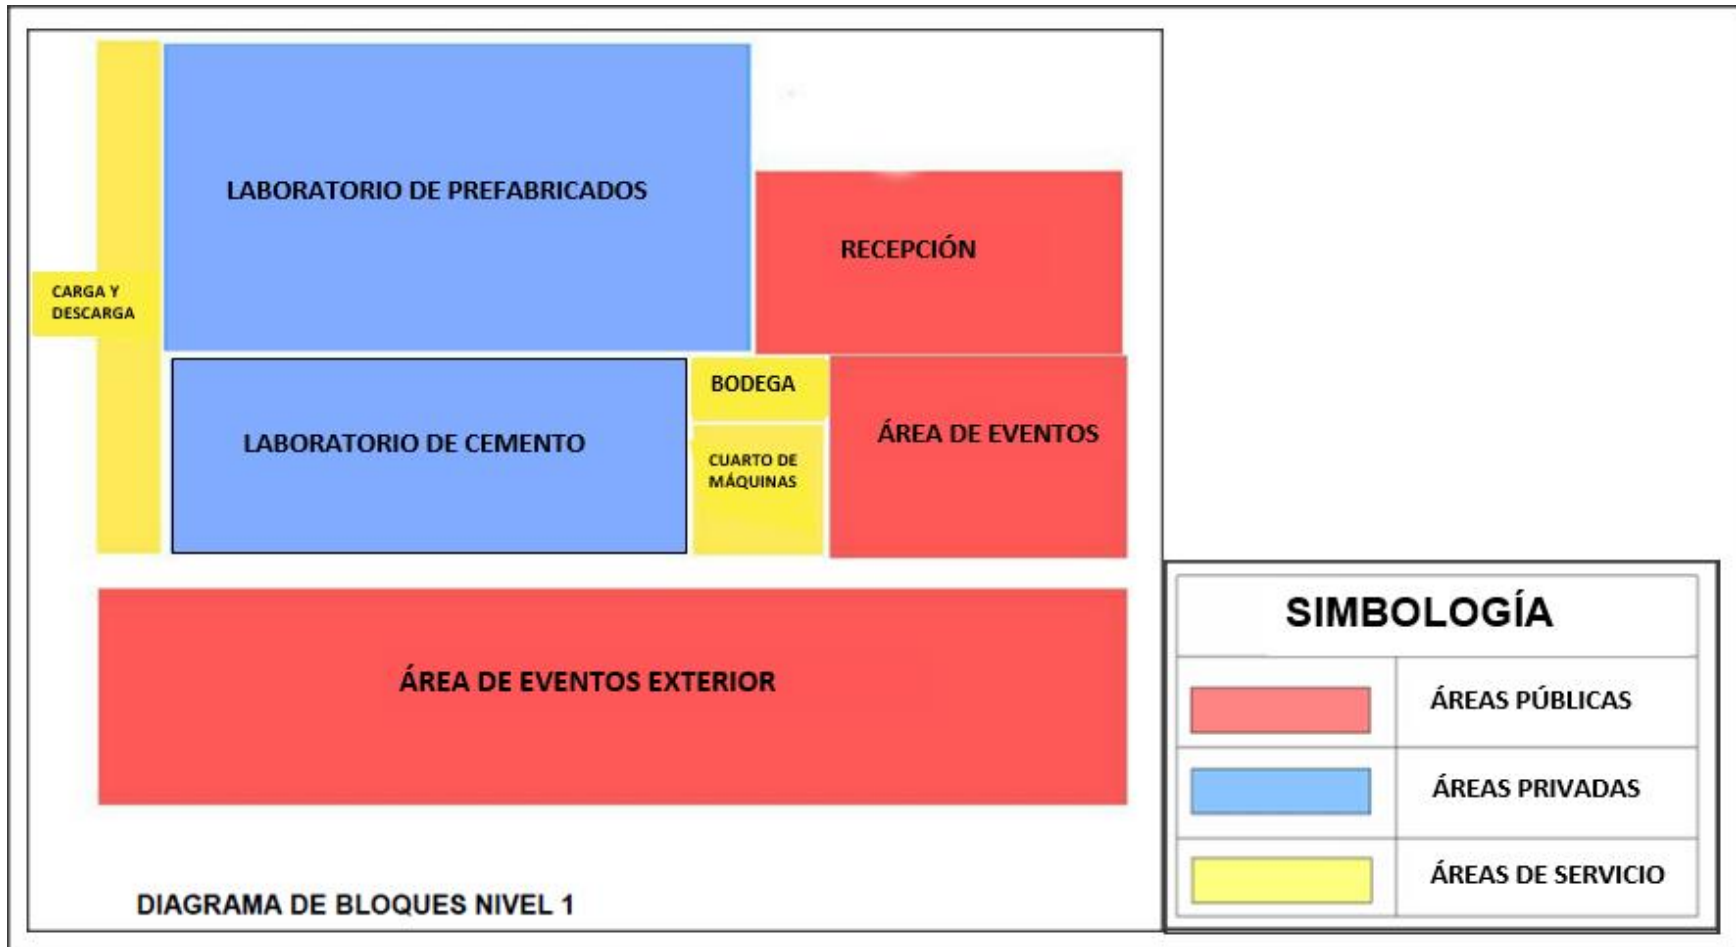 LABORATORIO DE PREFABRICADOS
RECEPCIÓN
CARGA Y
DESCARGA
BODEGA
ÁREA DE EVENTOS
LABORATORIO DE CEMENTO
CUARTO DE
MÁQUINAS
ÁREA DE EVENTOS EXTERIOR
DIAGRAMA DE BLOQUES NIVEL 1
SIMBOLOGÍA
ÁREAS PÚBLICAS
ÁREAS PRIVADAS
ÁREAS DE SERVICIO